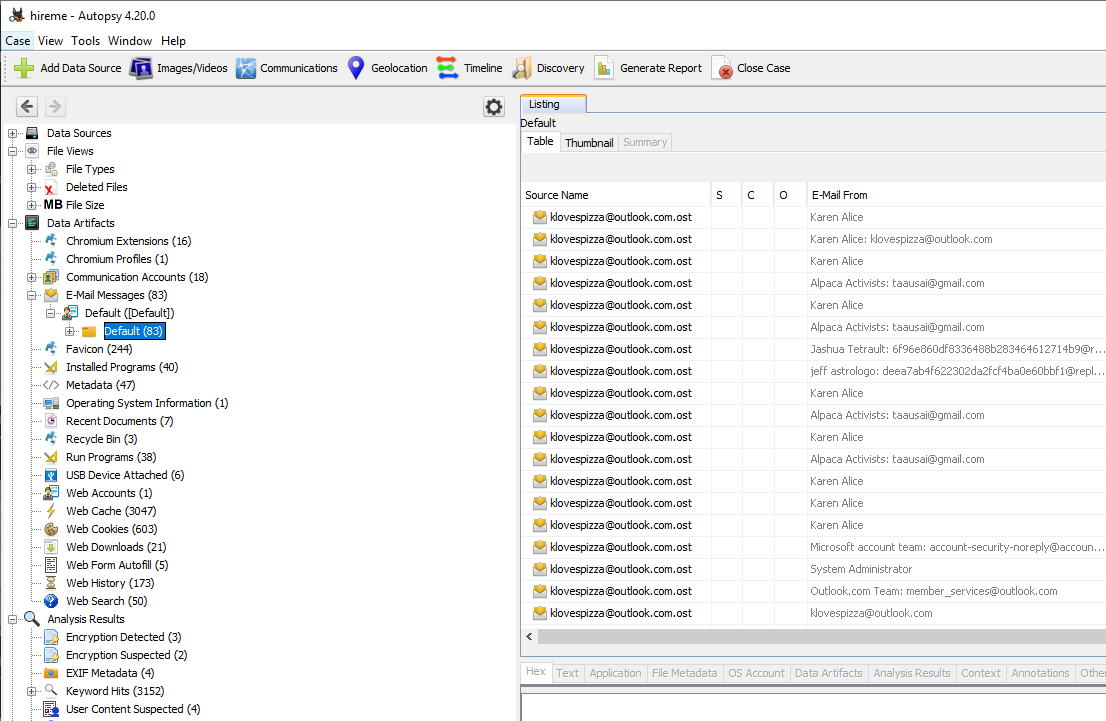 hireme - Autopsy 4.20.0
Case View Tools Window Help
Add Data Source Images/Videos Communications Geolocation Timeline Discovery Generate Report Close Case
Data Sources
File Views
File Types
Deleted Files
MB File Size
Data Artifacts
Chromium Extensions (16)
Chromium Profiles (1)
Communication Accounts (18)
E-Mail Messages (83)
Default ([Default])
Default (83)
Favicon (244)
Installed Programs (40)
Metadata (47)
Operating System Information (1)
Recent Documents (7)
Recycle Bin (3)
Run Programs (38)
USB Device Attached (6)
Web Accounts (1)
Web Cache (3047)
Web Cookies (603)
Web Downloads (21)
Web Form Autofill (5)
Web History (173)
Web Search (50)
Analysis Results
Encryption Detected (3)
Encryption Suspected (2)
EXIF Metadata (4)
Keyword Hits (3152)
User Content Suspected (4)
Listing
Default
Table Thumbnail Summary
Source Name S C O E-Mail From
klovespizza@outlook.com.ost Karen Alice
klovespizza@outlook.com.ost Karen Alice: klovespizza@outlook.com
klovespizza@outlook.com.ost Karen Alice
klovespizza@outlook.com.ost Alpaca Activists: taausai@gmail.com
klovespizza@outlook.com.ost Karen Alice
klovespizza@outlook.com.ost Alpaca Activists: taausai@gmail.com
klovespizza@outlook.com.ost Jashua Tetrault: 6f96e860df8336488b283464612714b9@r...
klovespizza@outlook.com.ost jeff astrologo: deea7ab4f622302da2fcf4ba0e60bbf1@repl...
klovespizza@outlook.com.ost Karen Alice
klovespizza@outlook.com.ost Alpaca Activists: taausai@gmail.com
klovespizza@outlook.com.ost Karen Alice
klovespizza@outlook.com.ost Alpaca Activists: taausai@gmail.com
klovespizza@outlook.com.ost Karen Alice
klovespizza@outlook.com.ost Karen Alice
klovespizza@outlook.com.ost Karen Alice
klovespizza@outlook.com.ost Microsoft account team: account-security-noreply@accoun...
klovespizza@outlook.com.ost System Administrator
klovespizza@outlook.com.ost Outlook.com Team: member_services@outlook.com
klovespizza@outlook.com.ost klovespizza@outlook.com
Hex Text Application File Metadata OS Account Data Artifacts Analysis Results Context Annotations Other